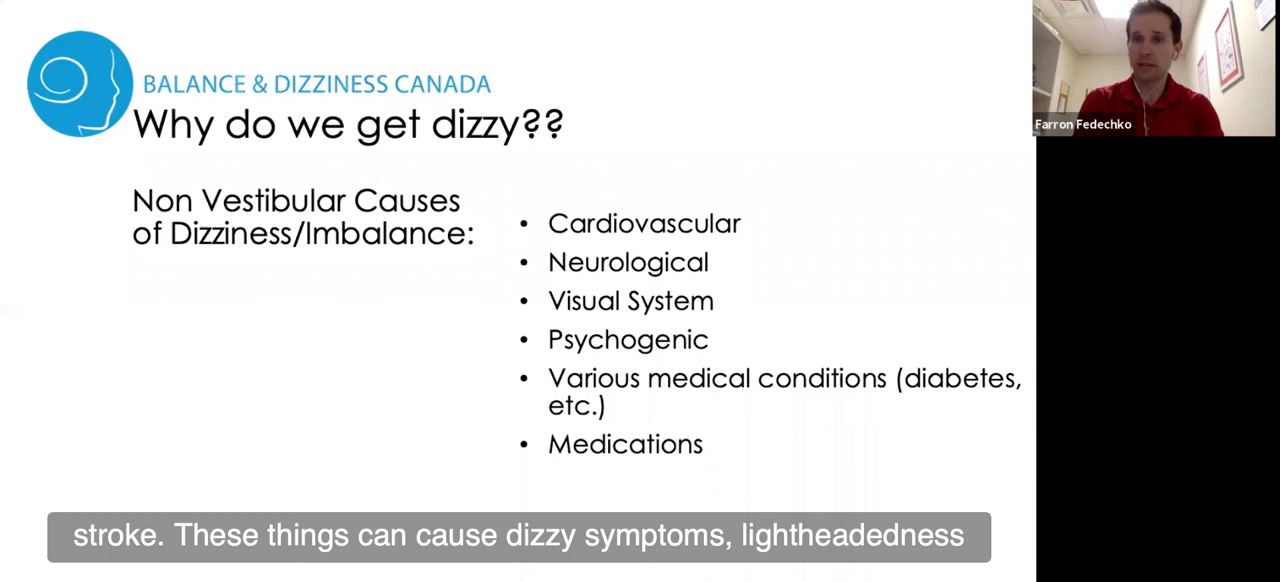 BALANCE & DIZZINESS CANADA
Why do we get dizzy??
Non Vestibular Causes
of Dizziness/Imbalance:
• Cardiovascular
• Neurological
• Visual System
• Psychogenic
• Various medical conditions (diabetes,
etc.)
• Medications
stroke. These things can cause dizzy symptoms, lightheadedness
Farron Fedechko